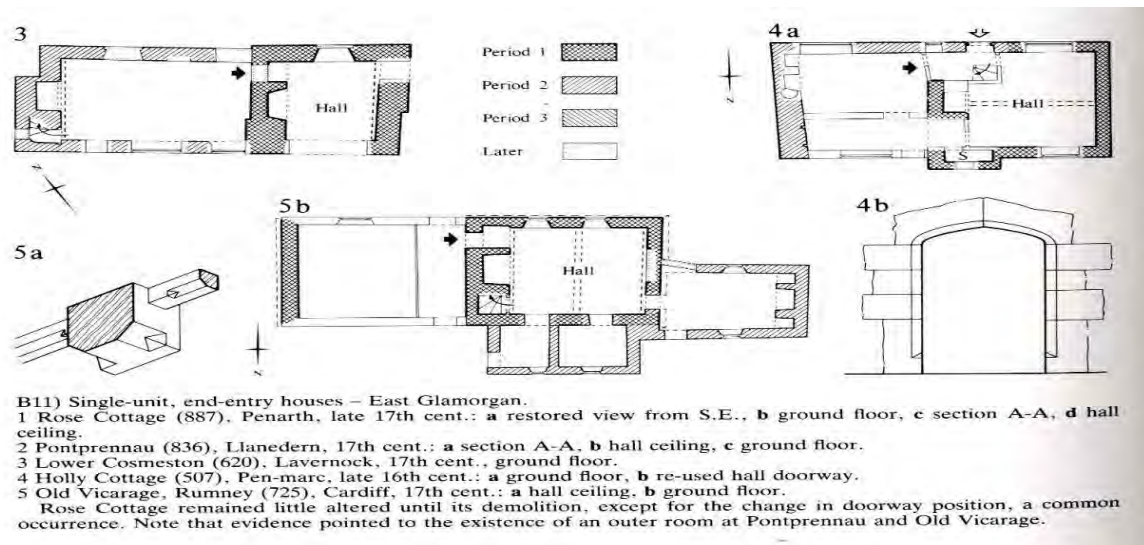 3
Period 1
Period 2
Period 3
Later
Hall
4a
Hall
S
N
N
5b
Hall
4b
5a
N
B11) Single-unit, end-entry houses – East Glamorgan.
1 Rose Cottage (887), Penarth, late 17th cent.: a restored view from S.E., b ground floor, c section A-A, d hall
ceiling.
2 Pontprennau (836), Llanedern, 17th cent.: a section A-A, b hall ceiling, c ground floor.
3 Lower Cosmeston (620), Lavernock, 17th cent., ground floor.
4 Holly Cottage (507), Pen-marc, late 16th cent.: a ground floor, b re-used hall doorway.
5 Old Vicarage, Rumney (725), Cardiff, 17th cent.: a hall ceiling, b ground floor.
Rose Cottage remained little altered until its demolition, except for the change in doorway position, a common
occurrence. Note that evidence pointed to the existence of an outer room at Pontprennau and Old Vicarage.